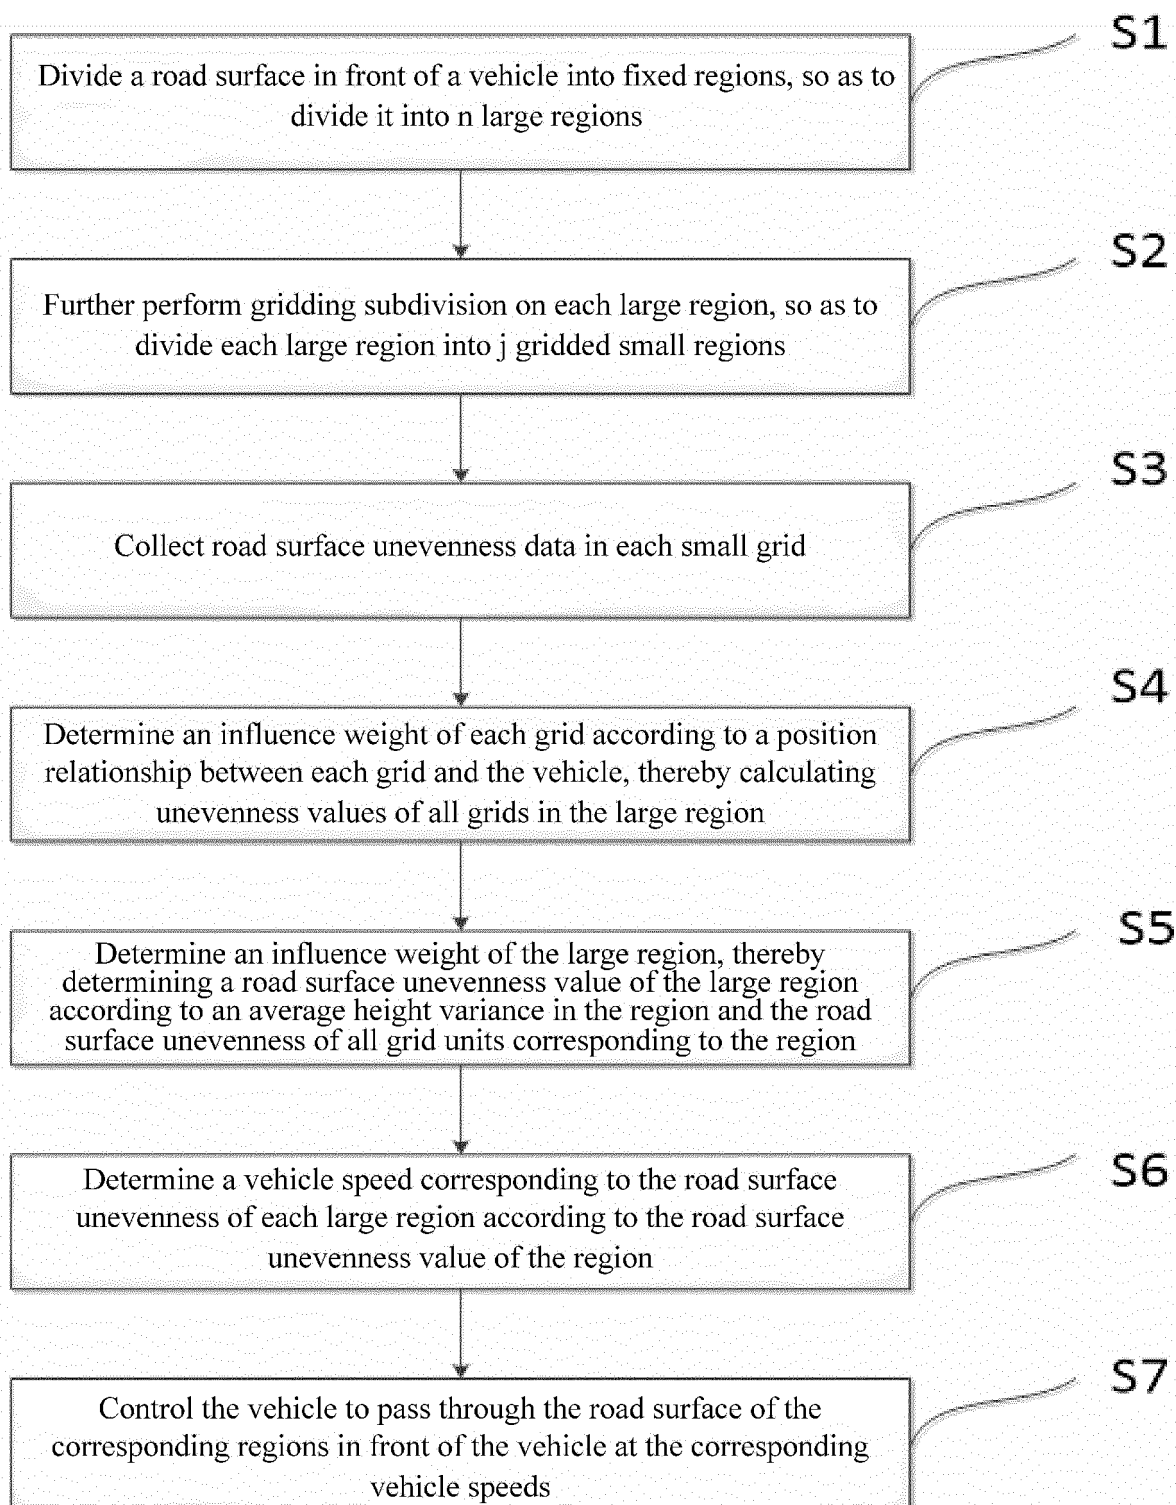 S1
Divide a road surface in front of a vehicle into fixed regions, so as to
divide it into n large regions
S2
Further perform gridding subdivision on each large region, so as to
divide each large region into j gridded small regions
S3
Collect road surface unevenness data in each small grid
S4
Determine an influence weight of each grid according to a position
relationship between each grid and the vehicle, thereby calculating
unevenness values of all grids in the large region
S5
Determine an influence weight of the large region, thereby
determining a road surface unevenness value of the large region
according to an average height variance in the region and the road
surface unevenness of all grid units corresponding to the region
S6
Determine a vehicle speed corresponding to the road surface
unevenness of each large region according to the road surface
unevenness value of the region
S7
Control the vehicle to pass through the road surface of the
corresponding regions in front of the vehicle at the corresponding
vehicle speeds